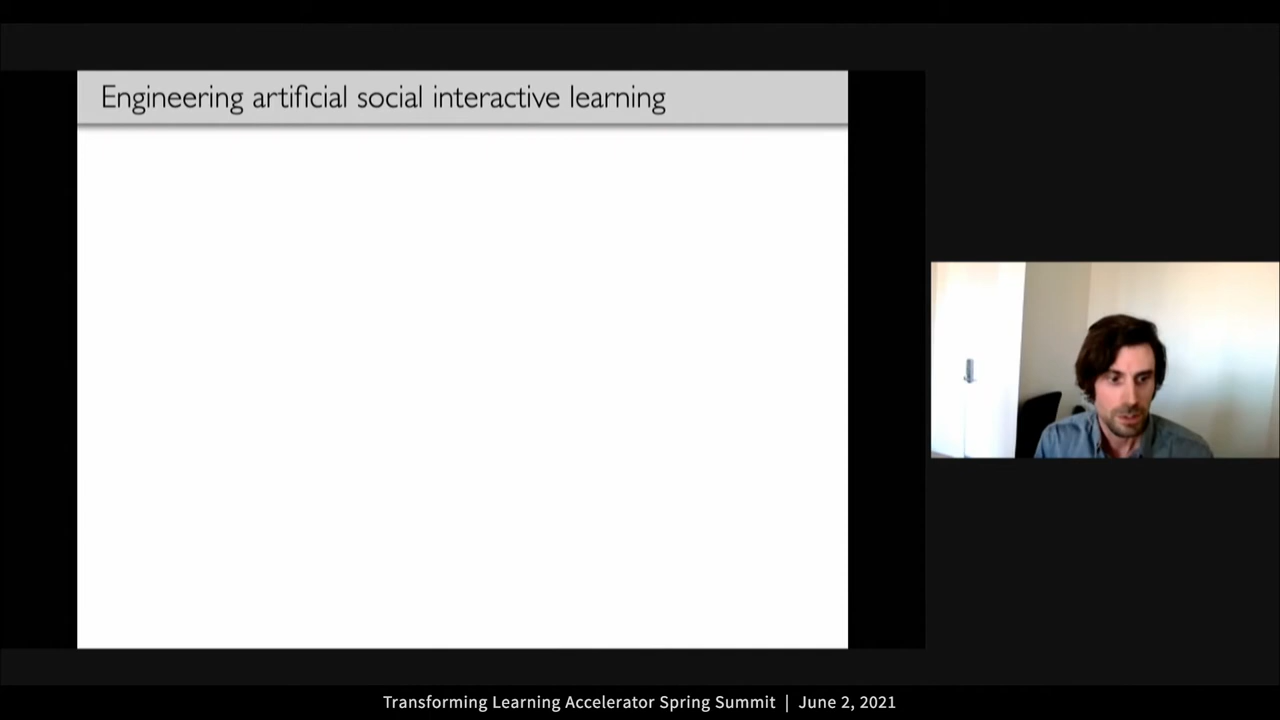 Engineering artificial social interactive learning
Transforming Learning Accelerator Spring Summit | June 2, 2021